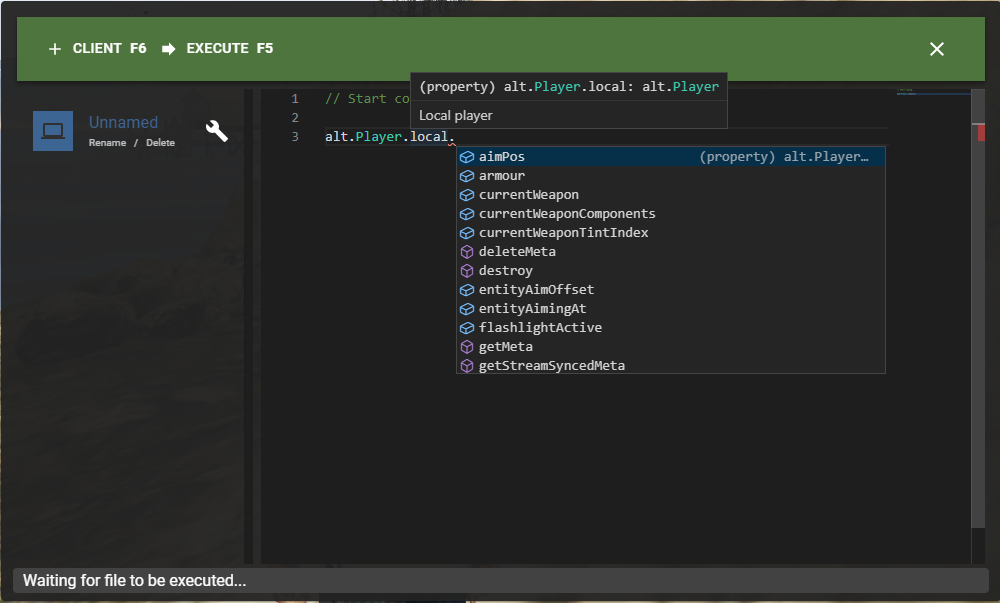 + CLIENT F6 ➡ EXECUTE F5 ✕
(property) alt.Player.local: alt.Player
Local player
Unnamed
Rename / Delete
1 // Start co
2
3 alt.Player.local.
aimPos (property) alt.Player…
armour
currentWeapon
currentWeaponComponents
currentWeaponTintIndex
deleteMeta
destroy
entityAimOffset
entityAimingAt
flashlightActive
getMeta
getStreamSyncedMeta
Waiting for file to be executed...